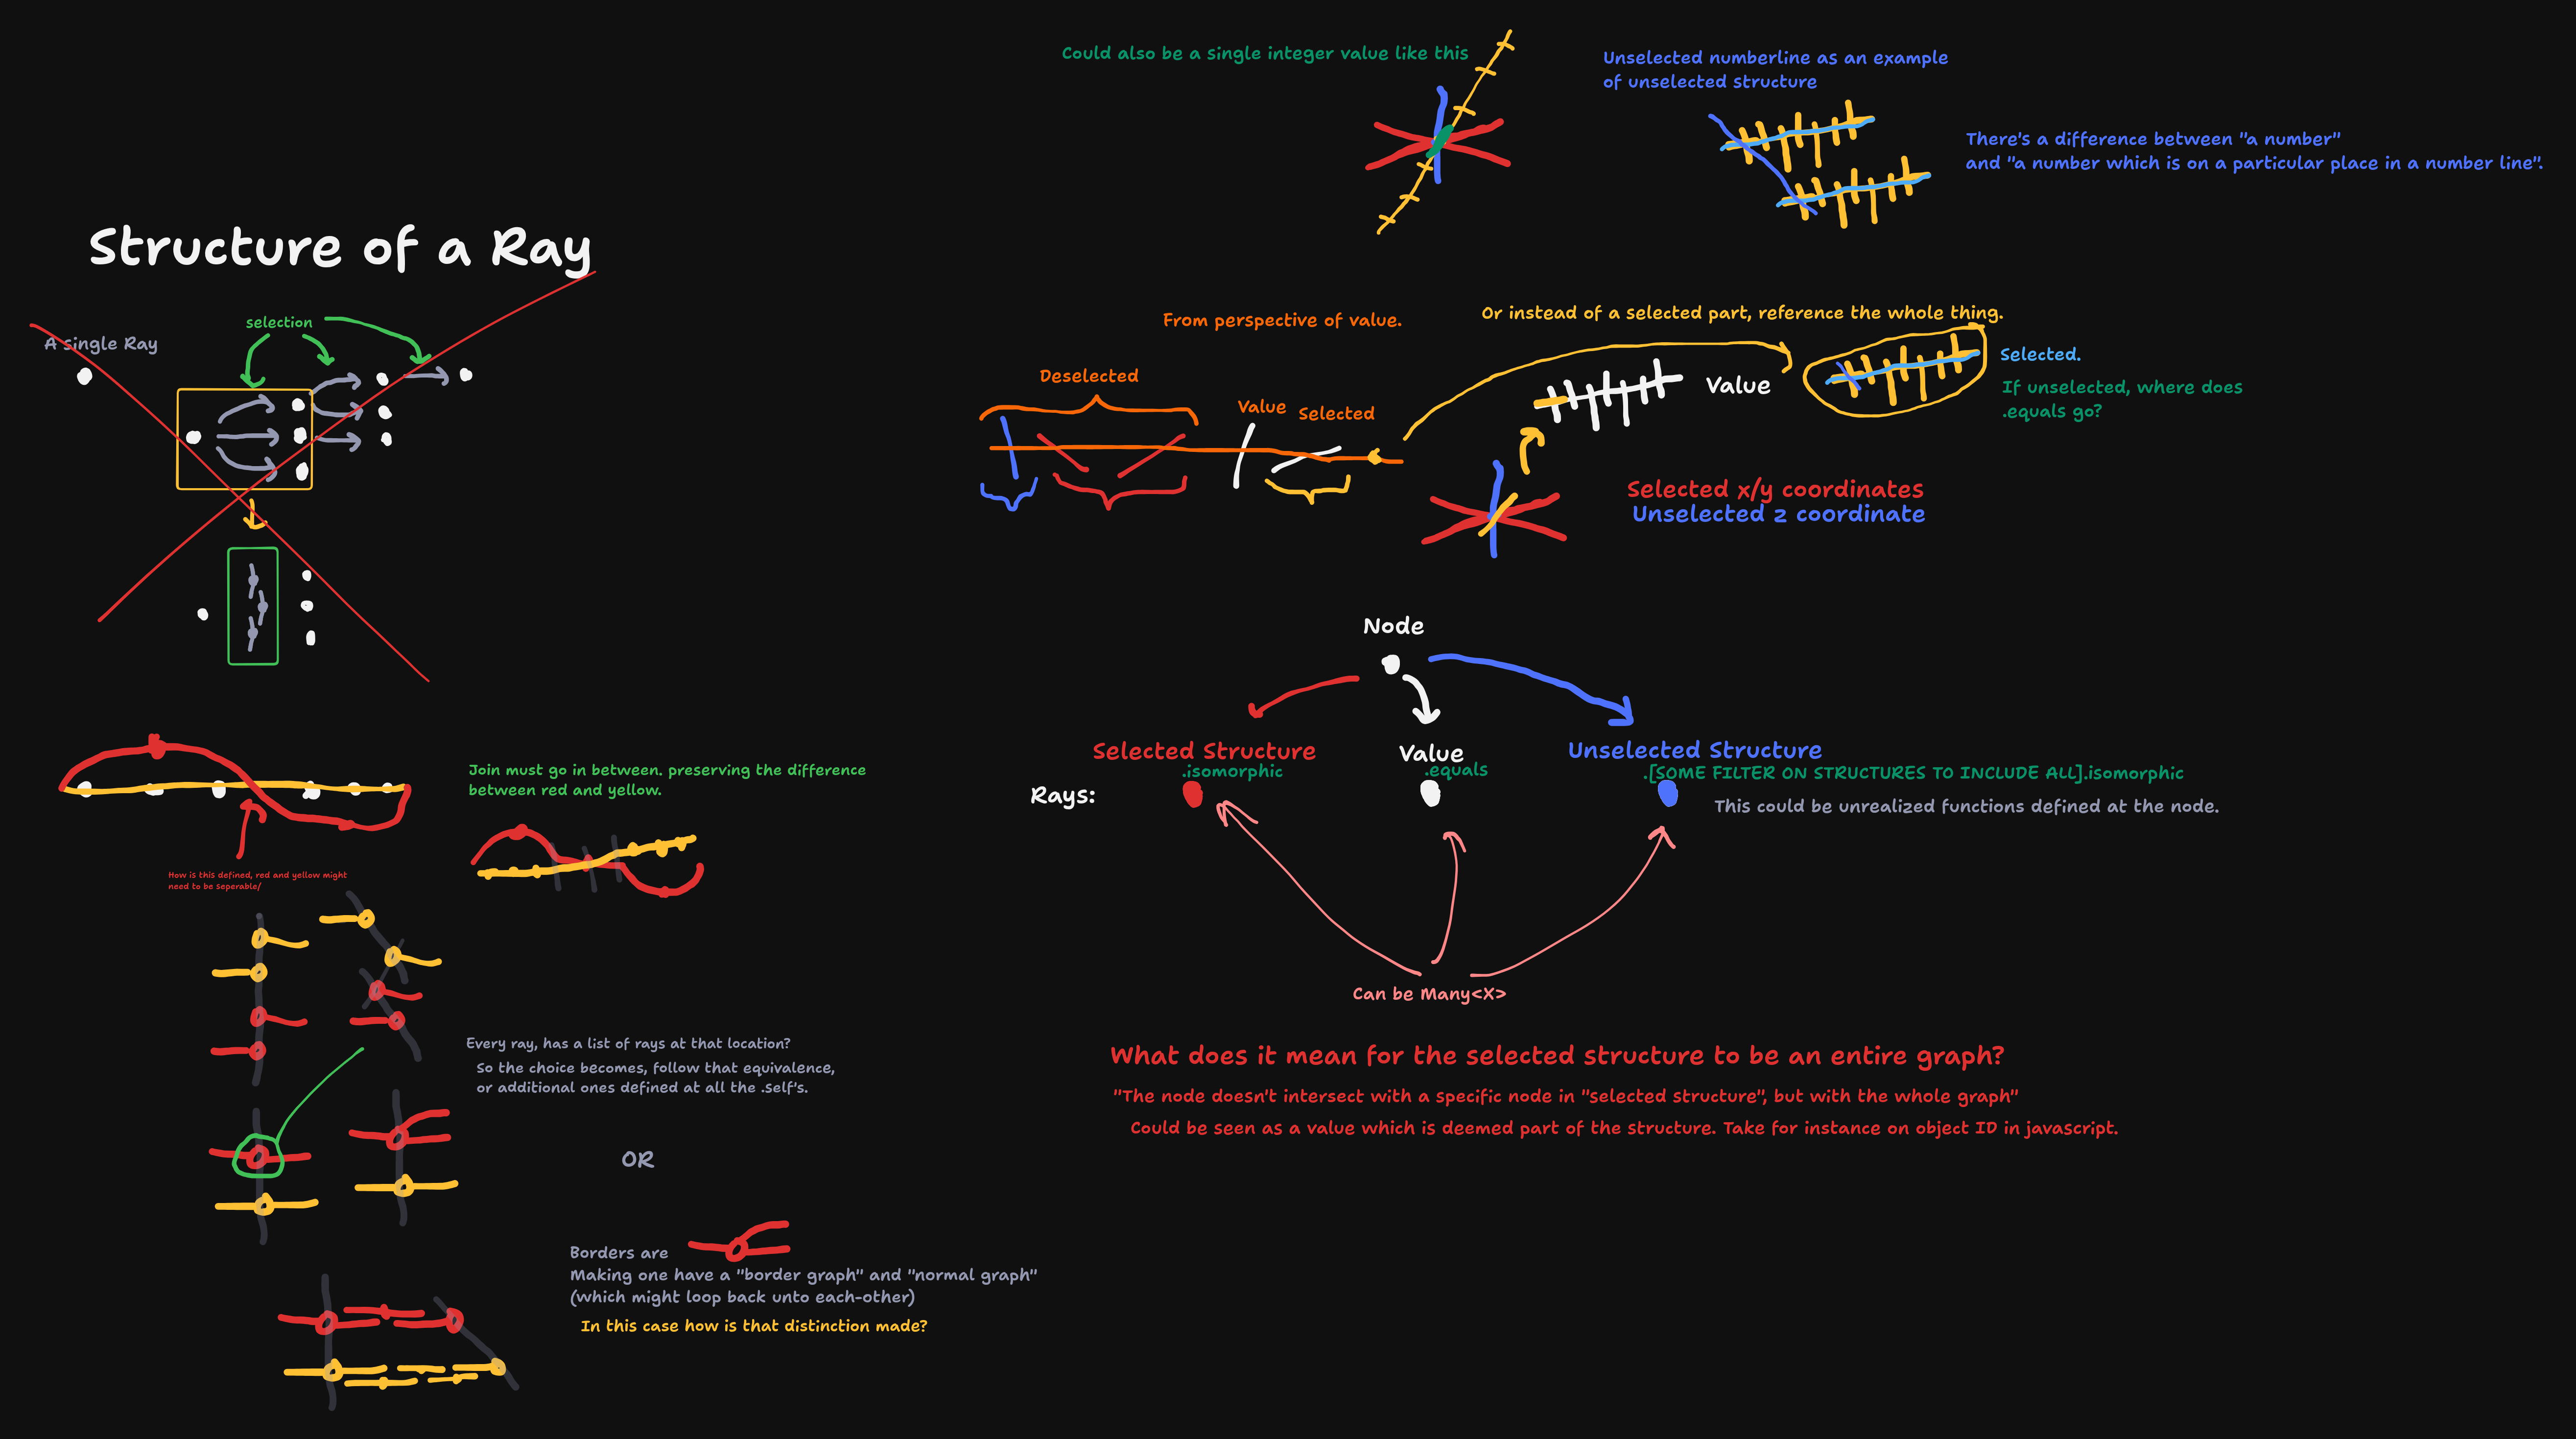 Structure of a Ray
selection
A single Ray
Join must go in between. preserving the difference
between red and yellow.
How is this defined, red and yellow might
need to be seperable/
Every ray, has a list of rays at that location?
So the choice becomes, follow that equivalence,
or additional ones defined at all the .self's.
OR
Borders are
Making one have a "border graph" and "normal graph"
(which might loop back unto each-other)
In this case how is that distinction made?
Could also be a single integer value like this
Unselected numberline as an example
of unselected structure
There's a difference between "a number"
and "a number which is on a particular place in a number line".
From perspective of value.
Or instead of a selected part, reference the whole thing.
Deselected
Value
Selected
Value
Selected.
If unselected, where does
.equals go?
Selected x/y coordinates
Unselected z coordinate
Node
Selected Structure
.isomorphic
Value
.equals
Unselected Structure
.[SOME FILTER ON STRUCTURES TO INCLUDE ALL].isomorphic
Rays:
This could be unrealized functions defined at the node.
Can be Many<X>
What does it mean for the selected structure to be an entire graph?
"The node doesn't intersect with a specific node in "selected structure", but with the whole graph"
Could be seen as a value which is deemed part of the structure. Take for instance on object ID in javascript.